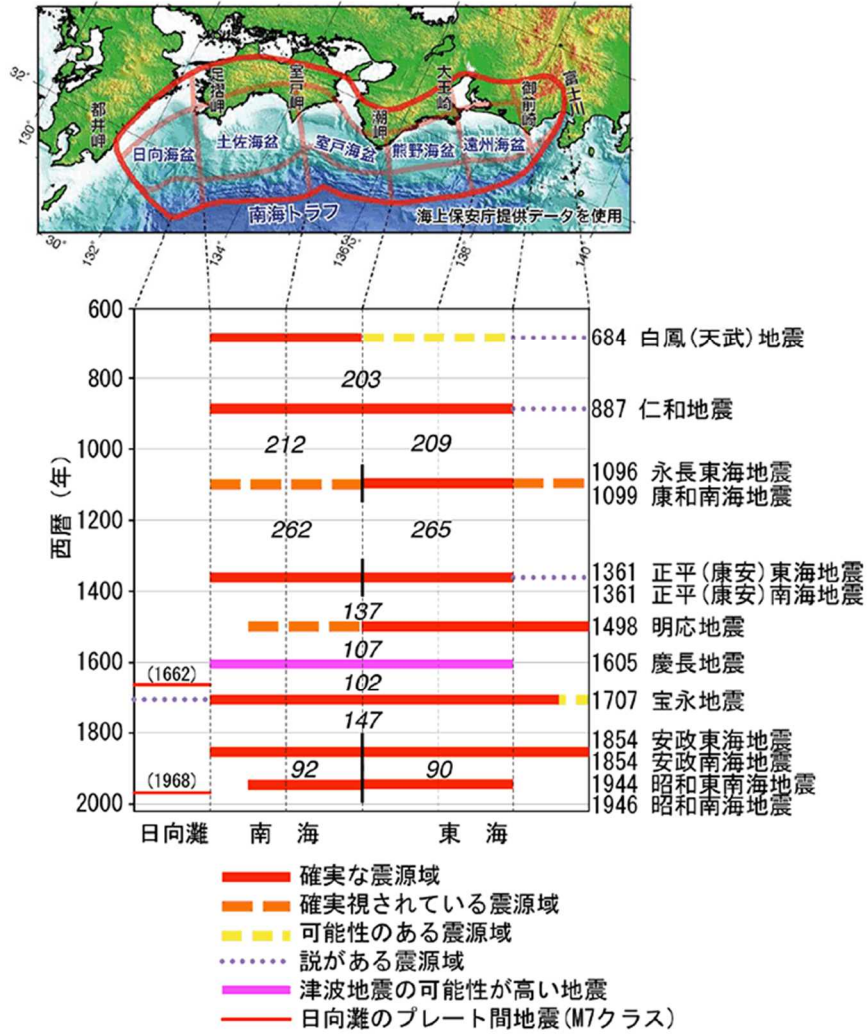 32°
130°
都井岬
足摺岬
室戸岬
潮岬
大王崎
御前崎
富士川
日向海盆
土佐海盆
室戸海盆
熊野海盆
遠州海盆
南海トラフ
海上保安庁提供データを使用
30°
132°
134°
136°
138°
140°
西暦(年)
600
800
1000
1200
1400
1600
1800
2000
203
212 209
262 265
137
107
102
147
92 90
(1662)
(1968)
684 白鳳(天武)地震
887 仁和地震
1096 永長東海地震
1099 康和南海地震
1361 正平(康安)東海地震
1361 正平(康安)南海地震
1498 明応地震
1605 慶長地震
1707 宝永地震
1854 安政東海地震
1854 安政南海地震
1944 昭和東南海地震
1946 昭和南海地震
日向灘 南 海 東 海
確実な震源域
確実視されている震源域
可能性のある震源域
説がある震源域
津波地震の可能性が高い地震
日向灘のプレート間地震(M7クラス)